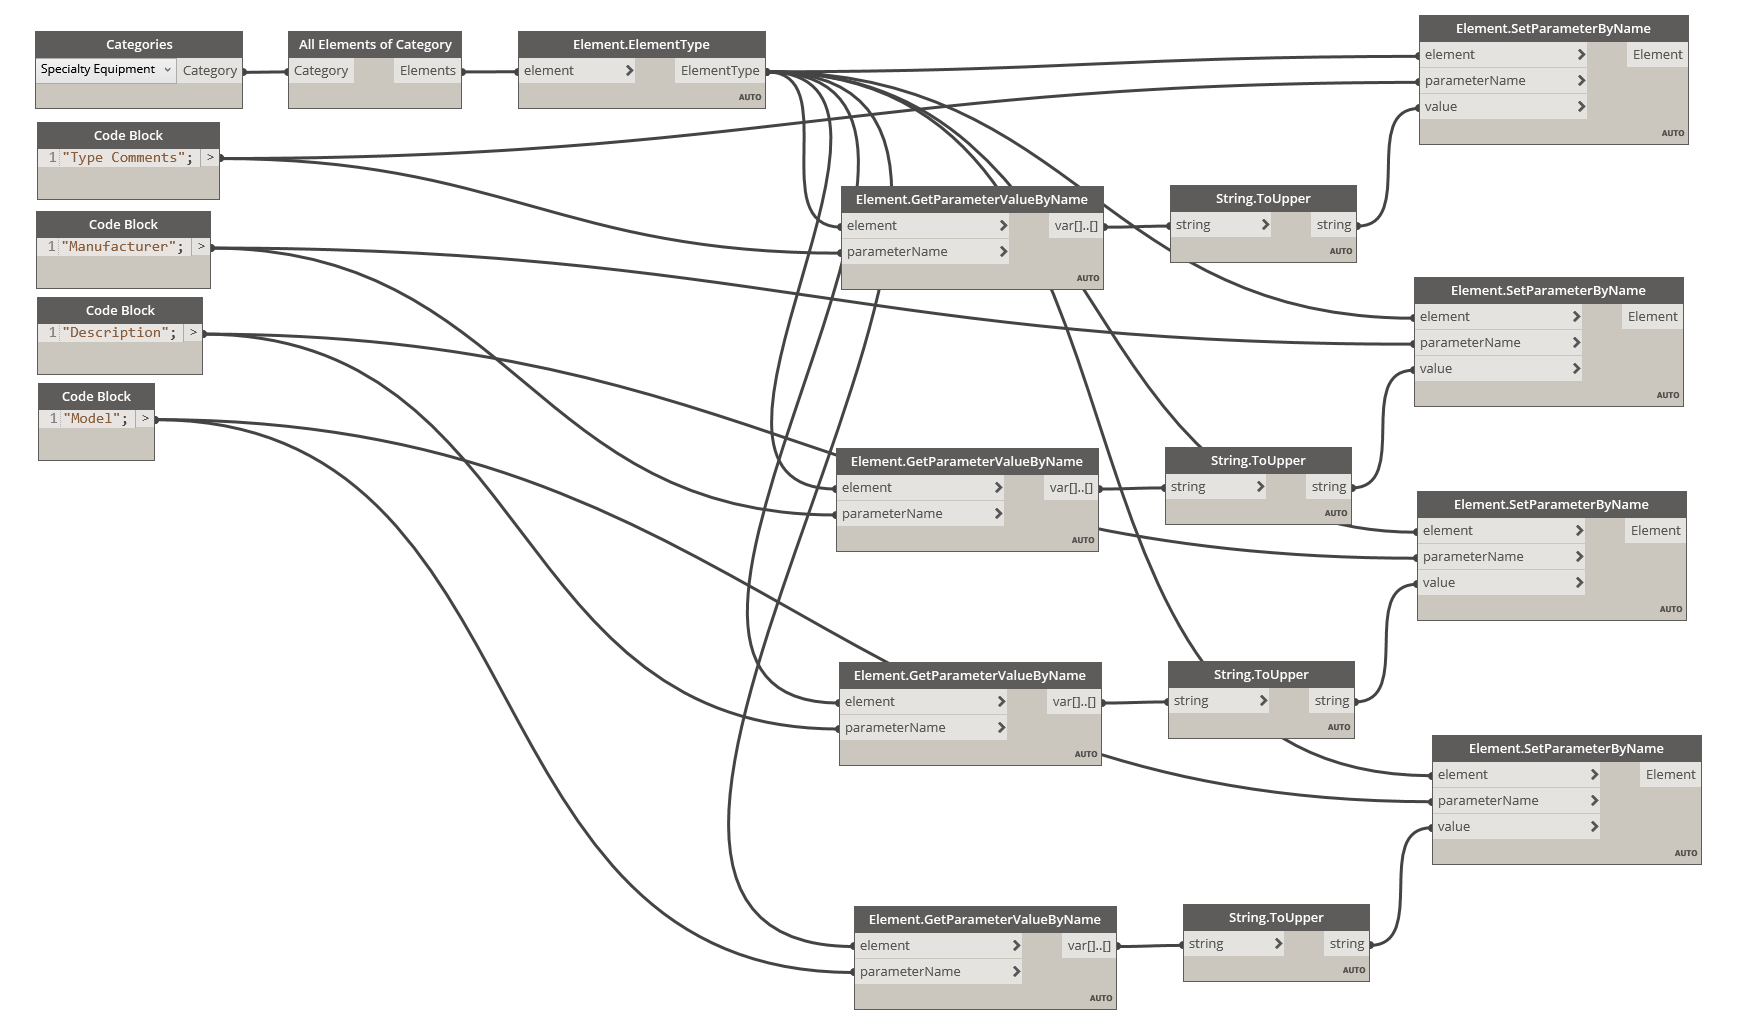 Categories
Specialty Equipment Category
All Elements of Category
Category Elements
Element.ElementType
element ElementType
AUTO
Code Block
1 "Type Comments"; >
Code Block
1 "Manufacturer"; >
Code Block
1 "Description"; >
Code Block
1 "Model"; >
Element.GetParameterValueByName
element var[]..[]
parameterName
AUTO
String.ToUpper
string string
AUTO
Element.SetParameterByName
element Element
parameterName
value
AUTO
Element.GetParameterValueByName
element var[]..[]
parameterName
AUTO
String.ToUpper
string string
AUTO
Element.SetParameterByName
element Element
parameterName
value
AUTO
Element.GetParameterValueByName
element var[]..[]
parameterName
AUTO
String.ToUpper
string string
AUTO
Element.SetParameterByName
element Element
parameterName
value
AUTO
Element.GetParameterValueByName
element var[]..[]
parameterName
AUTO
String.ToUpper
string string
AUTO
Element.SetParameterByName
element Element
parameterName
value
AUTO